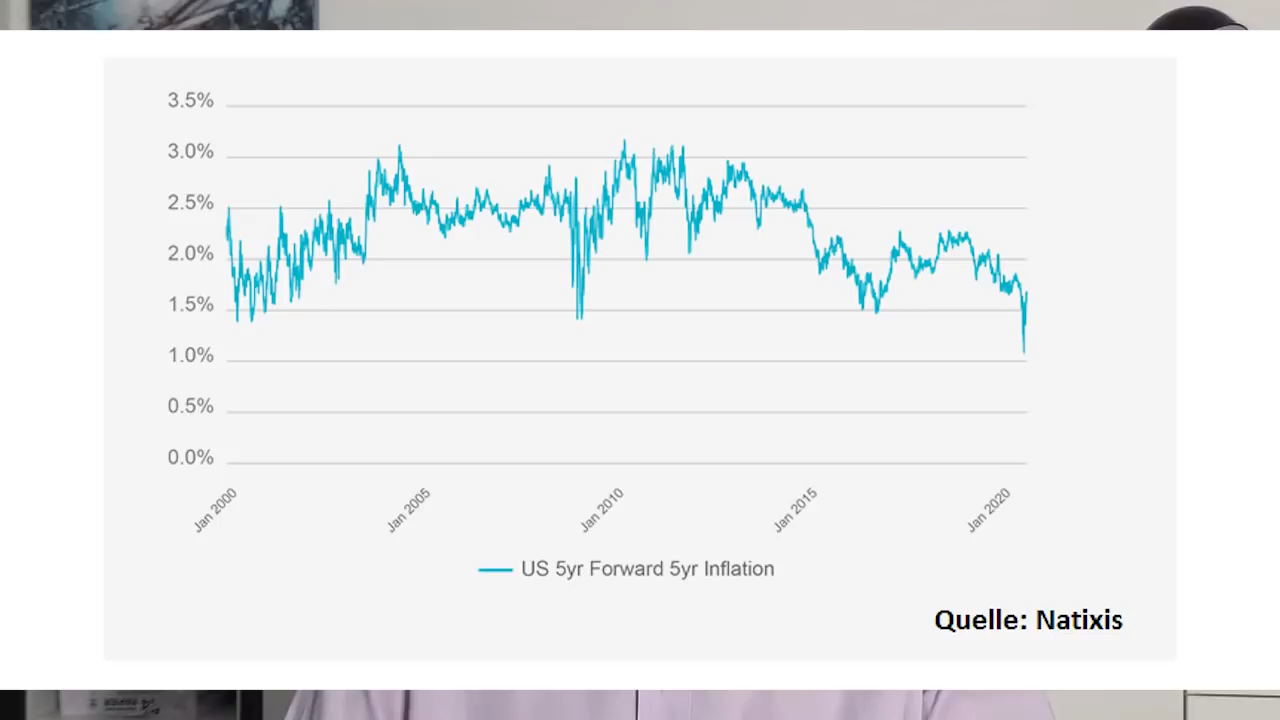 3.5%
3.0%
2.5%
2.0%
1.5%
1.0%
0.5%
0.0%
Jan 2000
Jan 2005
Jan 2010
Jan 2015
Jan 2020
US 5yr Forward 5yr Inflation
Quelle: Natixis